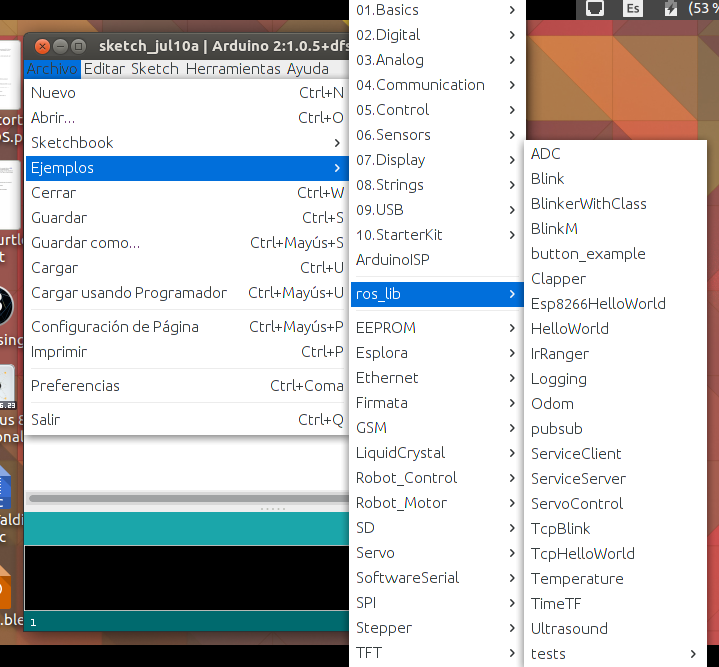 Es
(53 %
sketch_jul10a | Arduino 2:1.0.5+dfs
Archivo Editar Sketch Herramientas Ayuda
Nuevo Ctrl+N
Abrir... Ctrl+O
Sketchbook
Ejemplos
Cerrar Ctrl+W
Guardar Ctrl+S
Guardar como... Ctrl+Mayús+S
Cargar Ctrl+U
Cargar usando Programador Ctrl+Mayús+U
Configuración de Página Ctrl+Mayús+P
Imprimir Ctrl+P
Preferencias Ctrl+Coma
Salir Ctrl+Q
1
01.Basics
02.Digital
03.Analog
04.Communication
05.Control
06.Sensors
07.Display
08.Strings
09.USB
10.StarterKit
ArduinoISP
ros_lib
EEPROM
Esplora
Ethernet
Firmata
GSM
LiquidCrystal
Robot_Control
Robot_Motor
SD
Servo
SoftwareSerial
SPI
Stepper
TFT
ADC
Blink
BlinkerWithClass
BlinkM
button_example
Clapper
Esp8266HelloWorld
HelloWorld
IrRanger
Logging
Odom
pubsub
ServiceClient
ServiceServer
ServoControl
TcpBlink
TcpHelloWorld
Temperature
TimeTF
Ultrasound
tests